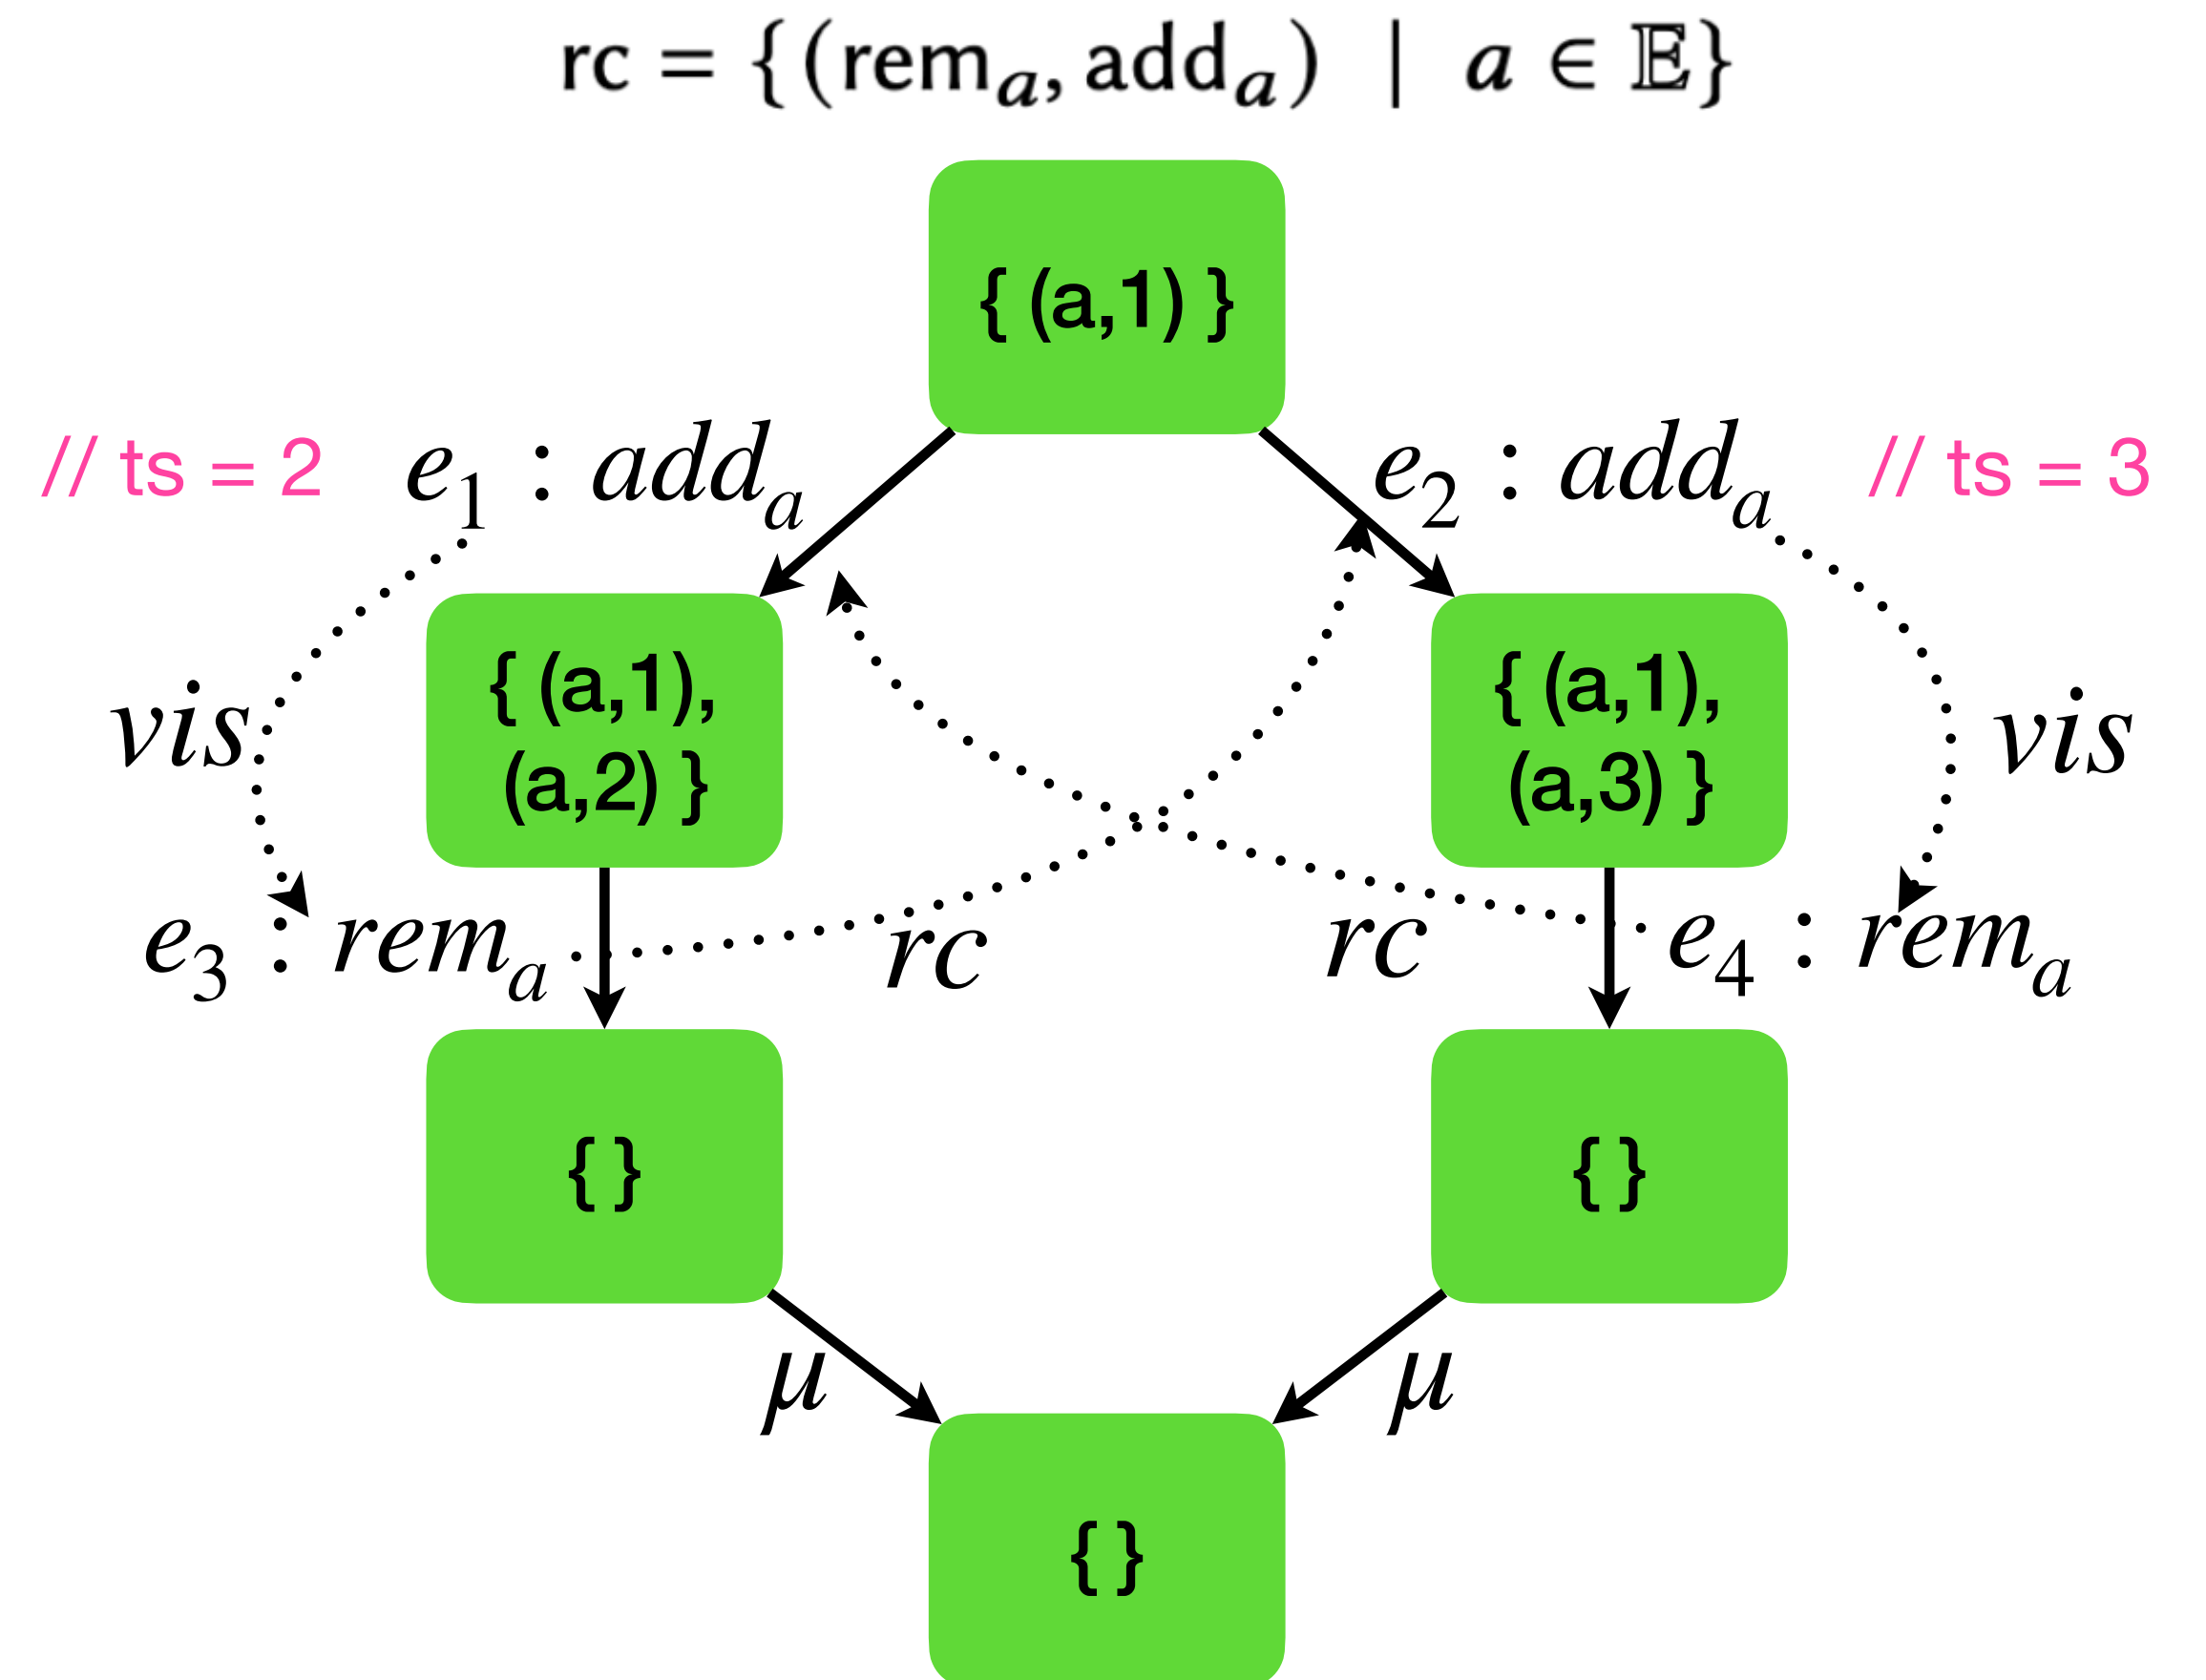 rc = {(rem_a, add_a) | a ∈ 𝔼}
{ (a,1) }
// ts = 2
e_1 : add_a
e_2 : add_a
// ts = 3
{ (a,1),
(a,2) }
{ (a,1),
(a,3) }
vis
vis
e_3 : rem_a
rc
rc
e_4 : rem_a
{ }
{ }
μ
μ
{ }